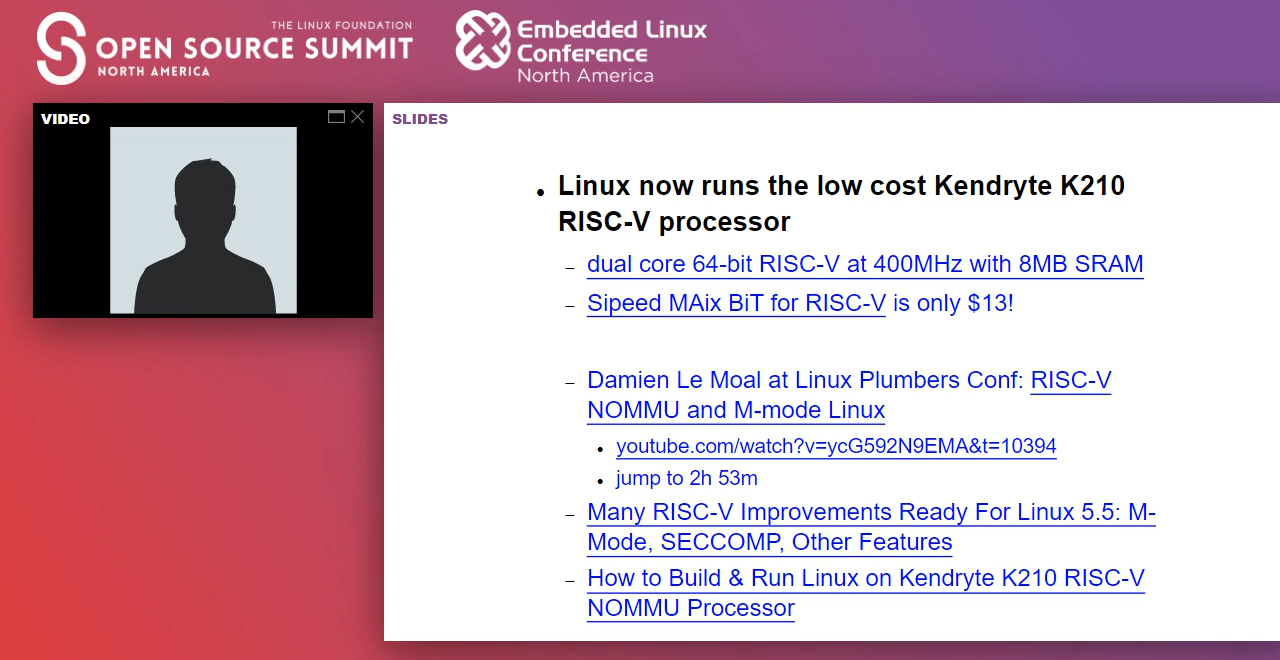 THE LINUX FOUNDATION
OPEN SOURCE SUMMIT
NORTH AMERICA
Embedded Linux
Conference
North America
VIDEO
SLIDES
• Linux now runs the low cost Kendryte K210
RISC-V processor
– dual core 64-bit RISC-V at 400MHz with 8MB SRAM
– Sipeed MAix BiT for RISC-V is only $13!
– Damien Le Moal at Linux Plumbers Conf: RISC-V
NOMMU and M-mode Linux
• youtube.com/watch?v=ycG592N9EMA&t=10394
• jump to 2h 53m
– Many RISC-V Improvements Ready For Linux 5.5: M-
Mode, SECCOMP, Other Features
– How to Build & Run Linux on Kendryte K210 RISC-V
NOMMU Processor